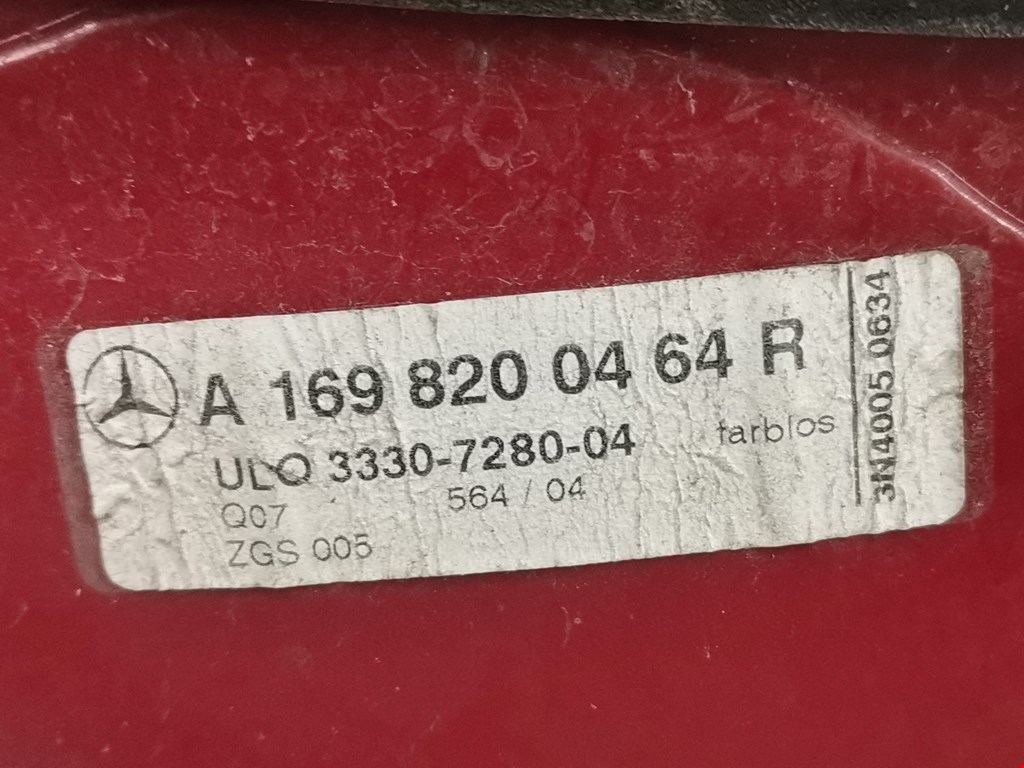 A 169 820 04 64 R
ULO 3330-7280-04
farblos
564 / 04
Q07
ZGS 005
3N4005 0634